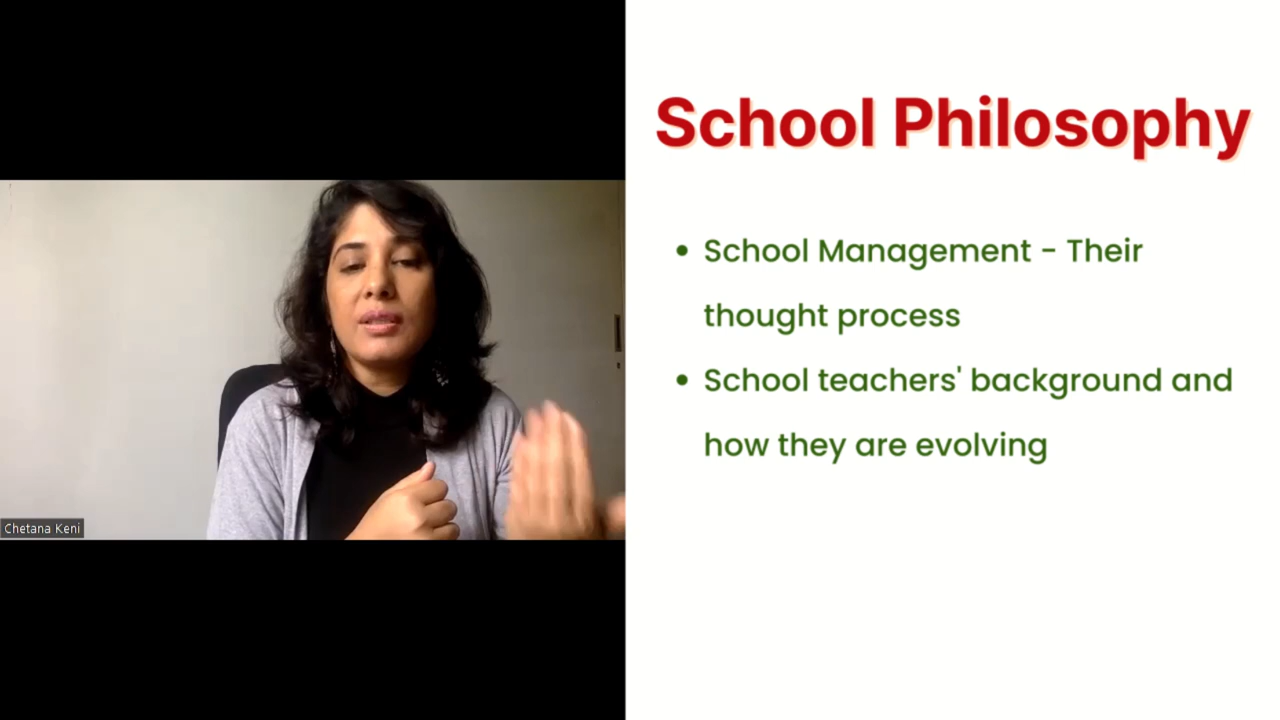 School Philosophy
• School Management - Their
thought process
• School teachers' background and
how they are evolving
Chetana Keni